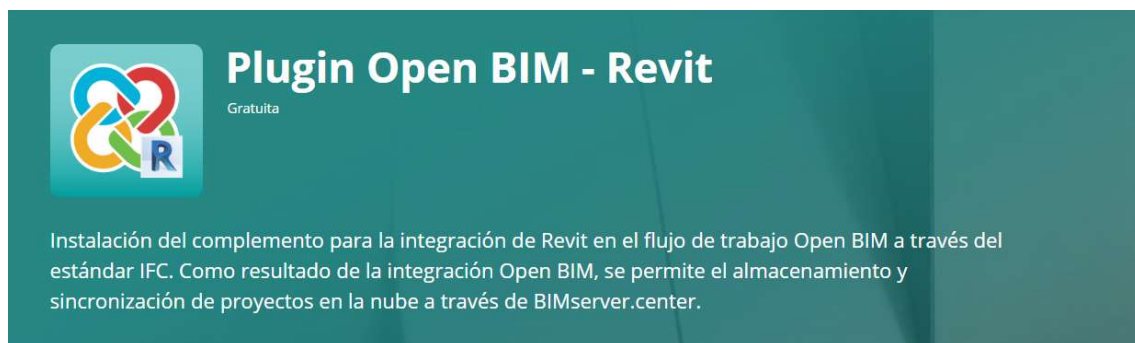 Plugin Open BIM - Revit
Gratuita
R
Instalación del complemento para la integración de Revit en el flujo de trabajo Open BIM a través del
estándar IFC. Como resultado de la integración Open BIM, se permite el almacenamiento y
sincronización de proyectos en la nube a través de BIMserver.center.